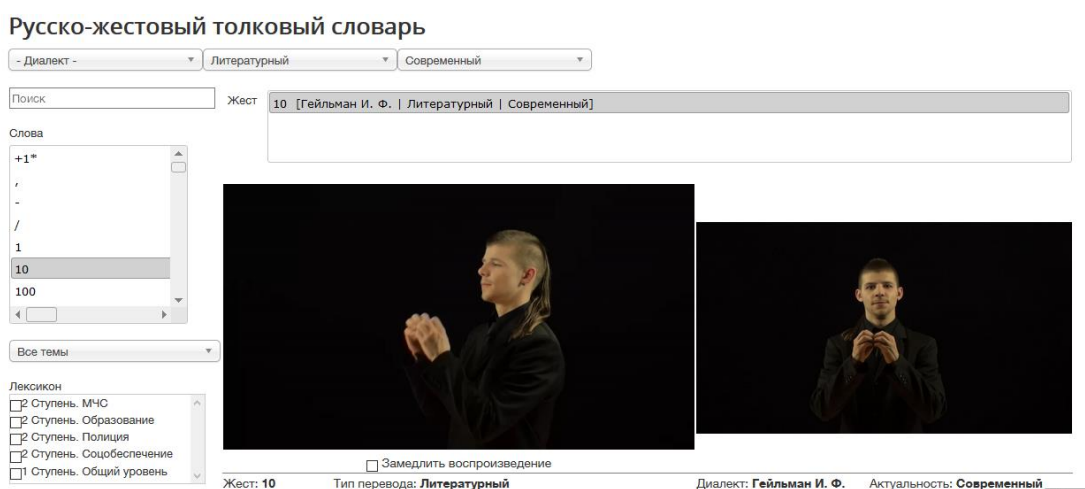 Русско-жестовый толковый словарь
- Диалект - Литературный Современный
Поиск
Жест
10 [Гейльман И. Ф. | Литературный | Современный]
Слова
+1*
,
-
/
1
10
100
Все темы
Лексикон
2 Ступень. МЧС
2 Ступень. Образование
2 Ступень. Полиция
2 Ступень. Соцобеспечение
1 Ступень. Общий уровень
Замедлить воспроизведение
Жест: 10 Тип перевода: Литературный Диалект: Гейльман И. Ф. Актуальность: Современный